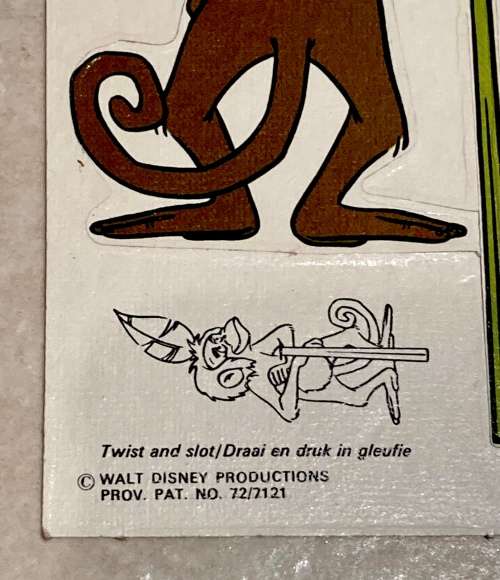 Twist and slot/Draai en druk in gleufie
© WALT DISNEY PRODUCTIONS
PROV. PAT. NO. 72/7121